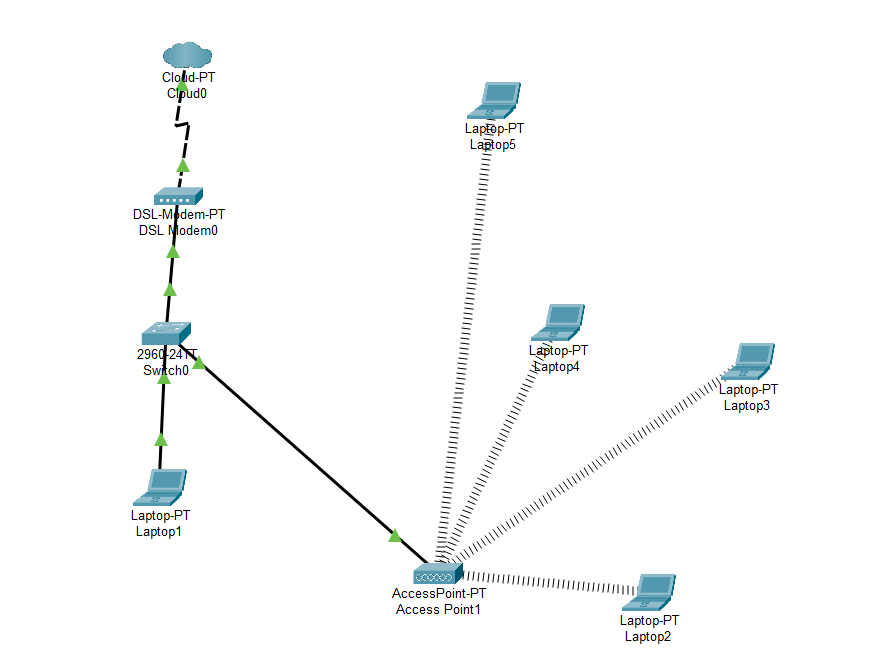 Cloud-PT
Cloud0
Laptop-PT
Laptop5
DSL-Modem-PT
DSL Modem0
2960-24TT
Switch0
Laptop-PT
Laptop4
Laptop-PT
Laptop3
Laptop-PT
Laptop1
AccessPoint-PT
Access Point1
Laptop-PT
Laptop2